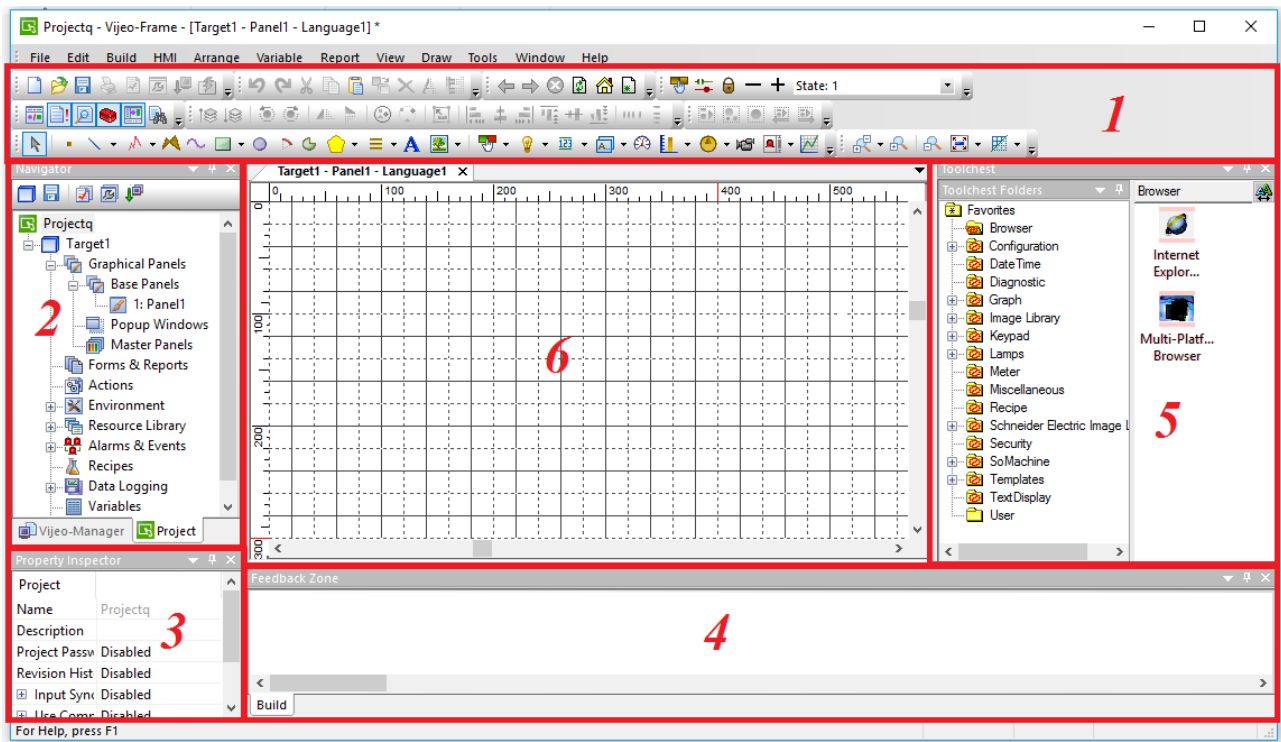 Projectq - Vijeo-Frame - [Target1 - Panel1 - Language1] *
File Edit Build HMI Arrange Variable Report View Draw Tools Window Help
State: 1
1
Navigator
Projectq
Target1
Graphical Panels
Base Panels
1: Panel1
Popup Windows
Master Panels
Forms & Reports
Actions
Environment
Resource Library
Alarms & Events
Recipes
Data Logging
Variables
Vijeo-Manager Project
2
Target1 - Panel1 - Language1
0 100 200 300 400 500
0
100
200
300
6
Toolchest
Toolchest Folders
Favorites
Browser
Configuration
DateTime
Diagnostic
Graph
Image Library
Keypad
Lamps
Meter
Miscellaneous
Recipe
Schneider Electric Image L
Security
SoMachine
Templates
TextDisplay
User
Browser
Internet
Explor...
Multi-Platf...
Browser
5
Property Inspector
Project
Name Projectq
Description
Project Passw Disabled
Revision Hist Disabled
Input Sync Disabled
Use Comr Disabled
3
Feedback Zone
4
Build
For Help, press F1